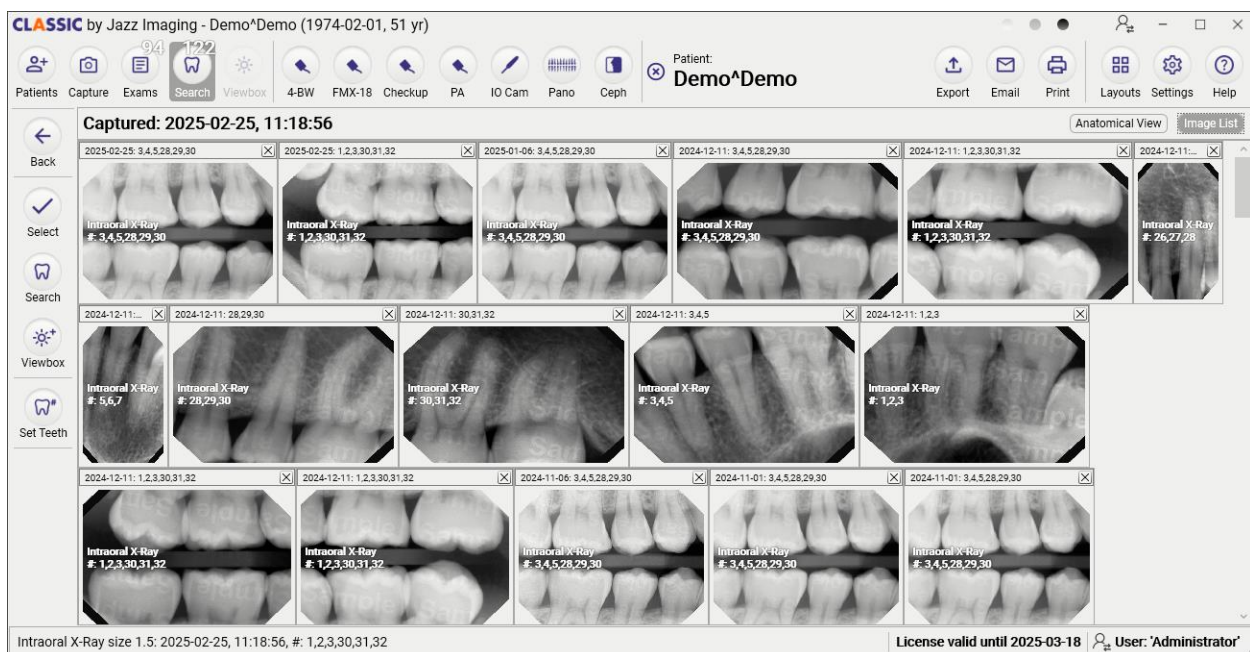 CLASSIC by Jazz Imaging - Demo^Demo (1974-02-01, 51 yr)
94
122
Patients
Capture
Exams
Search
Viewbox
4-BW
FMX-18
Checkup
PA
IO Cam
Pano
Ceph
Patient:
Demo^Demo
Export
Email
Print
Layouts
Settings
Help
Captured: 2025-02-25, 11:18:56
Anatomical View
Image List
Back
Select
Search
Viewbox
Set Teeth
2025-02-25: 3,4,5,28,29,30
Intraoral X-Ray
#: 3,4,5,28,29,30
2025-02-25: 1,2,3,30,31,32
Intraoral X-Ray
#: 1,2,3,30,31,32
2025-01-06: 3,4,5,28,29,30
Intraoral X-Ray
#: 3,4,5,28,29,30
2024-12-11: 3,4,5,28,29,30
Intraoral X-Ray
#: 3,4,5,28,29,30
2024-12-11: 1,2,3,30,31,32
Intraoral X-Ray
#: 1,2,3,30,31,32
2024-12-11:...
Intraoral X-Ray
#: 26,27,28
2024-12-11:...
Intraoral X-Ray
#: 5,6,7
2024-12-11: 28,29,30
Intraoral X-Ray
#: 28,29,30
2024-12-11: 30,31,32
Intraoral X-Ray
#: 30,31,32
2024-12-11: 3,4,5
Intraoral X-Ray
#: 3,4,5
2024-12-11: 1,2,3
Intraoral X-Ray
#: 1,2,3
2024-12-11: 1,2,3,30,31,32
Intraoral X-Ray
#: 1,2,3,30,31,32
2024-12-11: 1,2,3,30,31,32
Intraoral X-Ray
#: 1,2,3,30,31,32
2024-11-06: 3,4,5,28,29,30
Intraoral X-Ray
#: 3,4,5,28,29,30
2024-11-01: 3,4,5,28,29,30
Intraoral X-Ray
#: 3,4,5,28,29,30
2024-11-01: 3,4,5,28,29,30
Intraoral X-Ray
#: 3,4,5,28,29,30
Intraoral X-Ray size 1.5: 2025-02-25, 11:18:56, #: 1,2,3,30,31,32
License valid until 2025-03-18
User: 'Administrator'